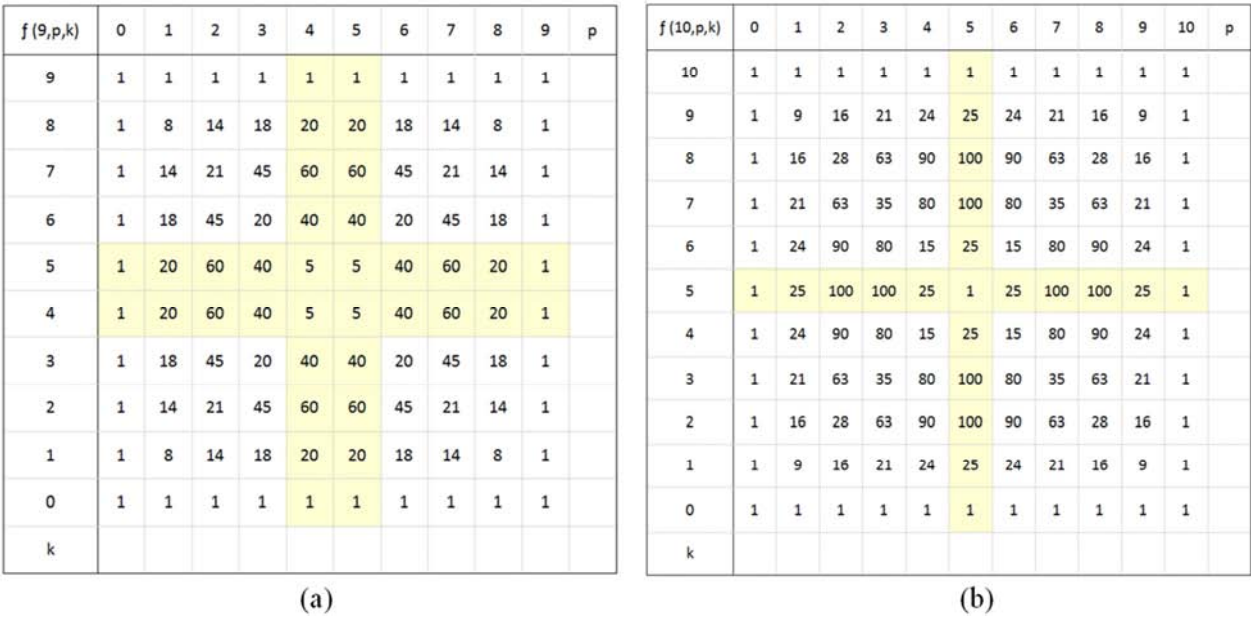 f (9,p,k) 0 1 2 3 4 5 6 7 8 9 p
9 1 1 1 1 1 1 1 1 1 1
8 1 8 14 18 20 20 18 14 8 1
7 1 14 21 45 60 60 45 21 14 1
6 1 18 45 20 40 40 20 45 18 1
5 1 20 60 40 5 5 40 60 20 1
4 1 20 60 40 5 5 40 60 20 1
3 1 18 45 20 40 40 20 45 18 1
2 1 14 21 45 60 60 45 21 14 1
1 1 8 14 18 20 20 18 14 8 1
0 1 1 1 1 1 1 1 1 1 1
k
(a)
f (10,p,k) 0 1 2 3 4 5 6 7 8 9 10 p
10 1 1 1 1 1 1 1 1 1 1 1
9 1 9 16 21 24 25 24 21 16 9 1
8 1 16 28 63 90 100 90 63 28 16 1
7 1 21 63 35 80 100 80 35 63 21 1
6 1 24 90 80 15 25 15 80 90 24 1
5 1 25 100 100 25 1 25 100 100 25 1
4 1 24 90 80 15 25 15 80 90 24 1
3 1 21 63 35 80 100 80 35 63 21 1
2 1 16 28 63 90 100 90 63 28 16 1
1 1 9 16 21 24 25 24 21 16 9 1
0 1 1 1 1 1 1 1 1 1 1 1
k
(b)